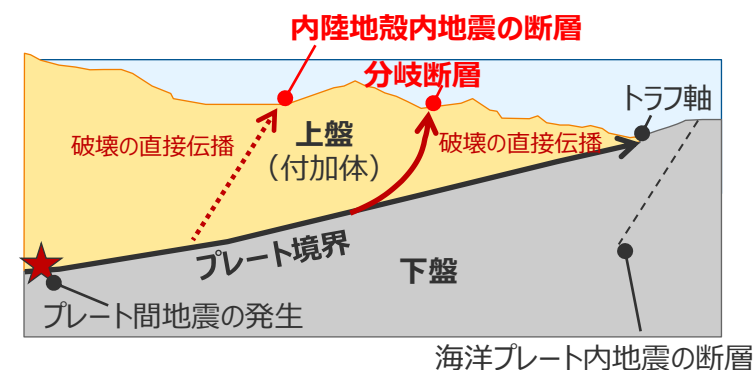 内陸地殻内地震の断層
分岐断層
トラフ軸
破壊の直接伝播
上盤
(付加体)
破壊の直接伝播
プレート境界
下盤
プレート間地震の発生
海洋プレート内地震の断層